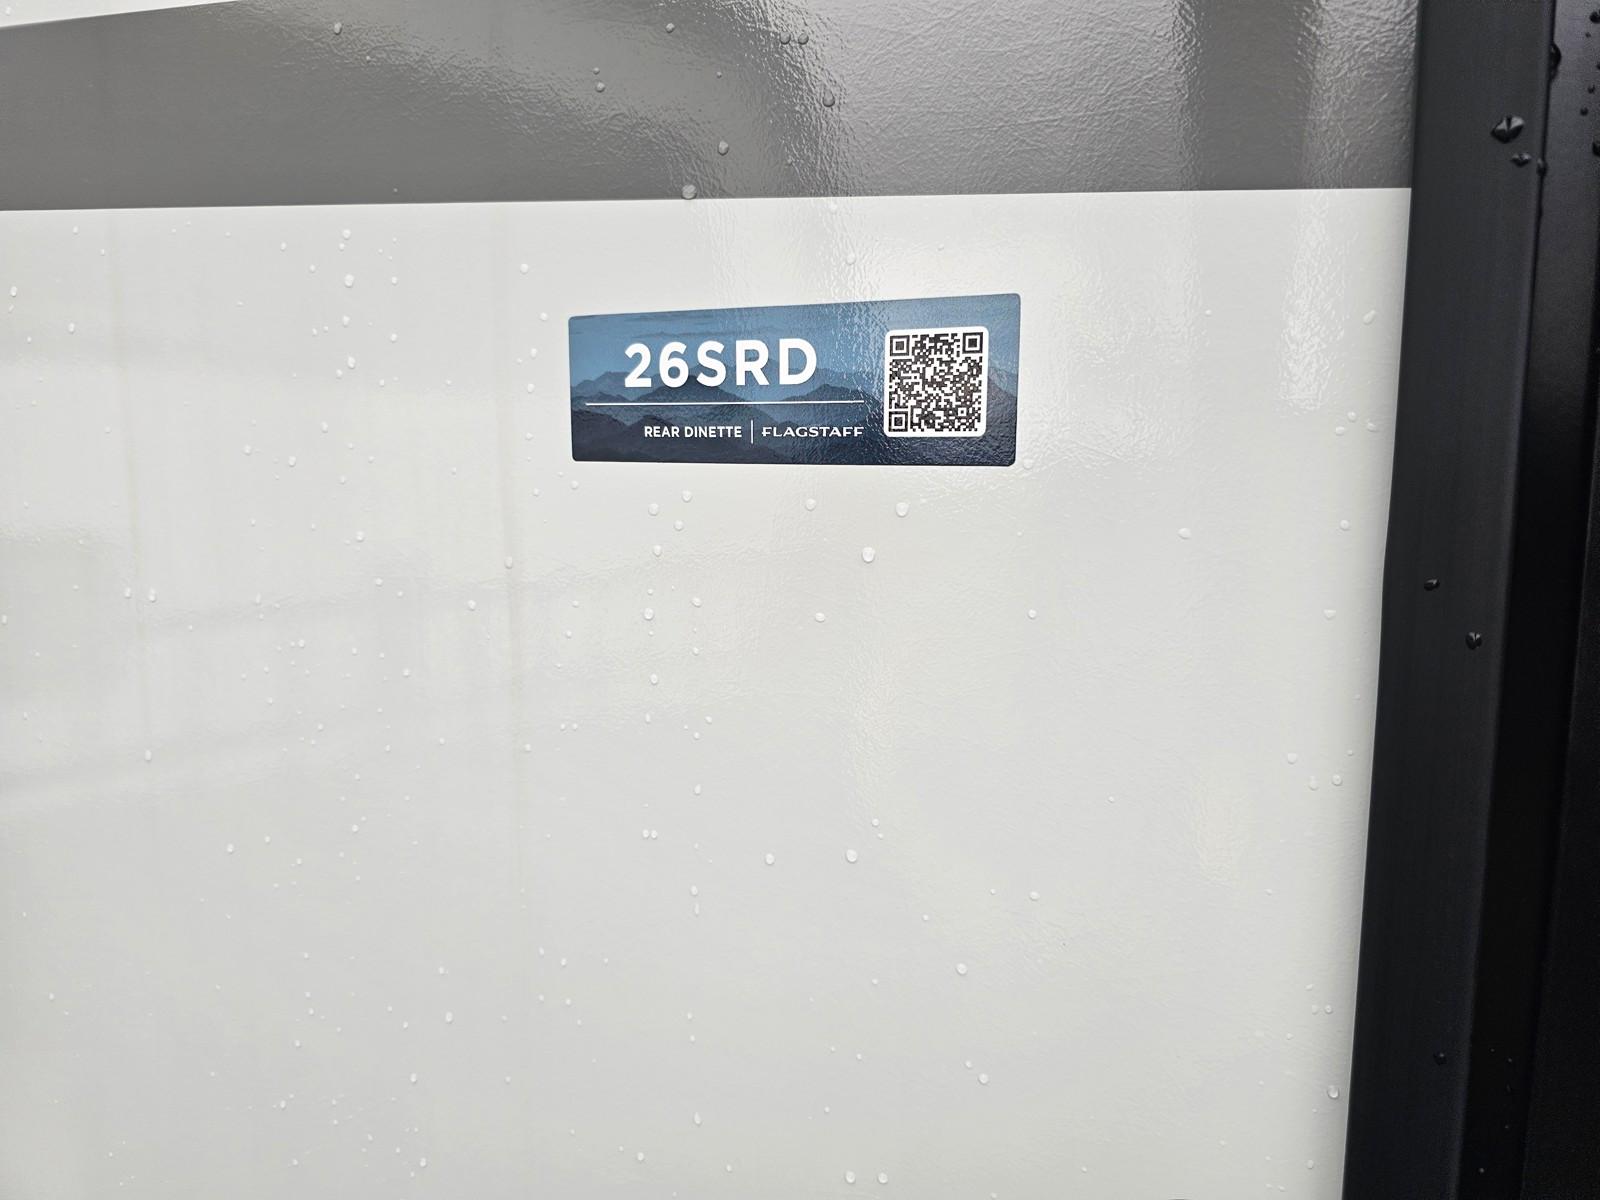 26SRD
REAR DINETTE | FLAGSTAFF